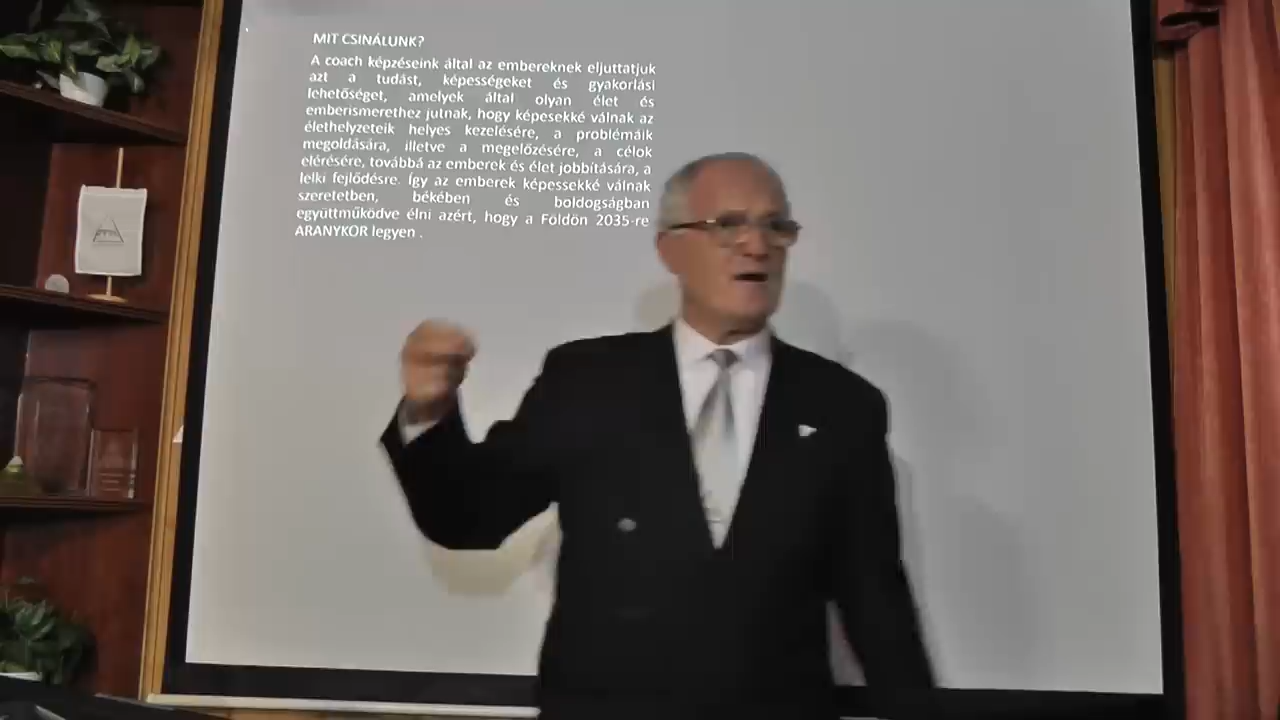 MIT CSINÁLUNK?
A coach képzéseink által az embereknek eljuttatjuk
azt a tudást, képességeket és gyakorlási
lehetőséget, amelyek által olyan élet és
emberismerethez jutnak, hogy képesekké válnak az
élethelyzeteik helyes kezelésére, a problémáik
megoldására, illetve a megelőzésére, a célok
elérésére, továbbá az emberek és élet jobbítására, a
lelki fejlődésre. Így az emberek képessekké válnak
szeretetben, békében és boldogságban
együttműködve élni azért, hogy a Földön 2035-re
ARANYKOR legyen .